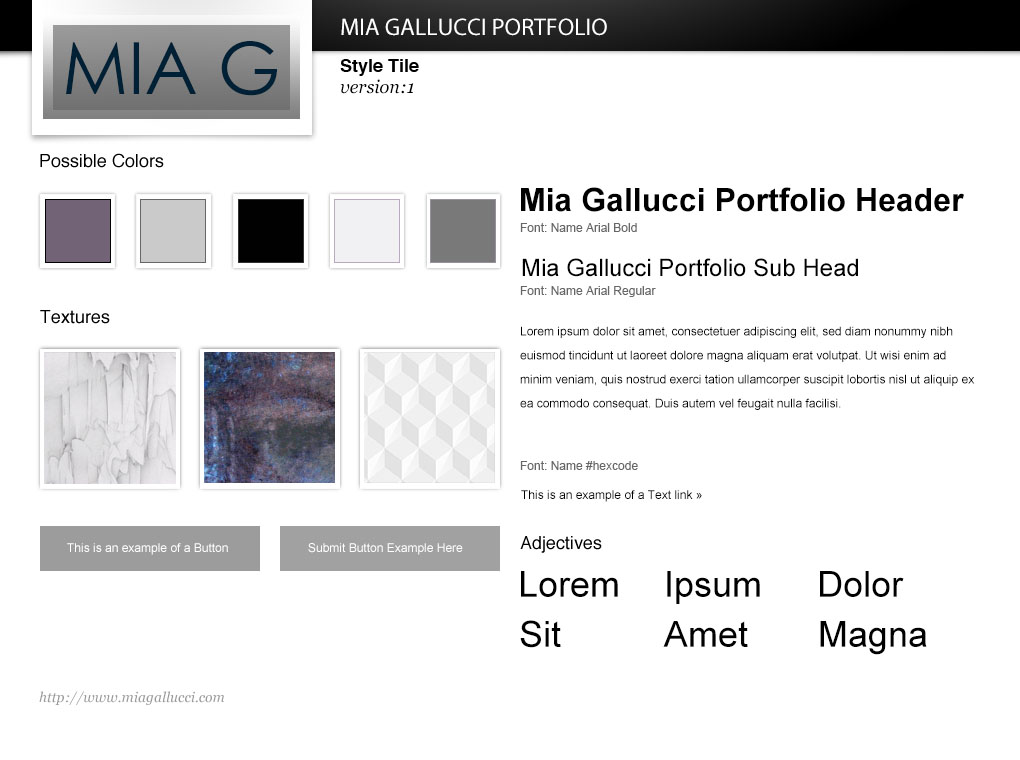 MIA G
MIA GALLUCCI PORTFOLIO
Style Tile
version:1
Possible Colors
Textures
This is an example of a Button
Submit Button Example Here
Mia Gallucci Portfolio Header
Font: Name Arial Bold
Mia Gallucci Portfolio Sub Head
Font: Name Arial Regular
Lorem ipsum dolor sit amet, consectetuer adipiscing elit, sed diam nonummy nibh
euismod tincidunt ut laoreet dolore magna aliquam erat volutpat. Ut wisi enim ad
minim veniam, quis nostrud exerci tation ullamcorper suscipit lobortis nisl ut aliquip ex
ea commodo consequat. Duis autem vel feugait nulla facilisi.
Font: Name #hexcode
This is an example of a Text link »
Adjectives
Lorem Ipsum Dolor
Sit Amet Magna
http://www.miagallucci.com